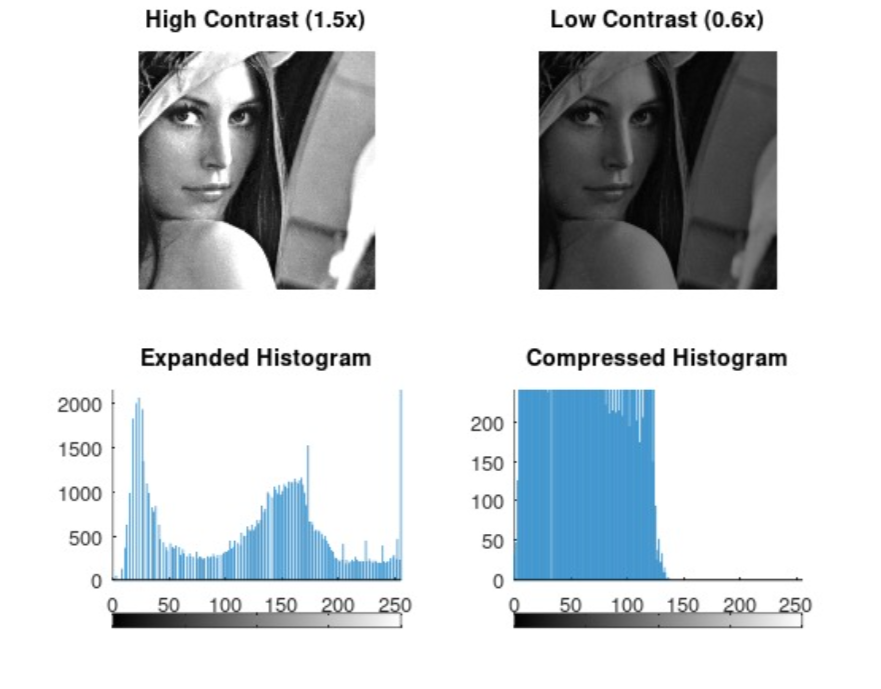 High Contrast (1.5x)
Low Contrast (0.6x)
Expanded Histogram
2000
1500
1000
500
0
0 50 100 150 200 250
Compressed Histogram
200
150
100
50
0
0 50 100 150 200 250